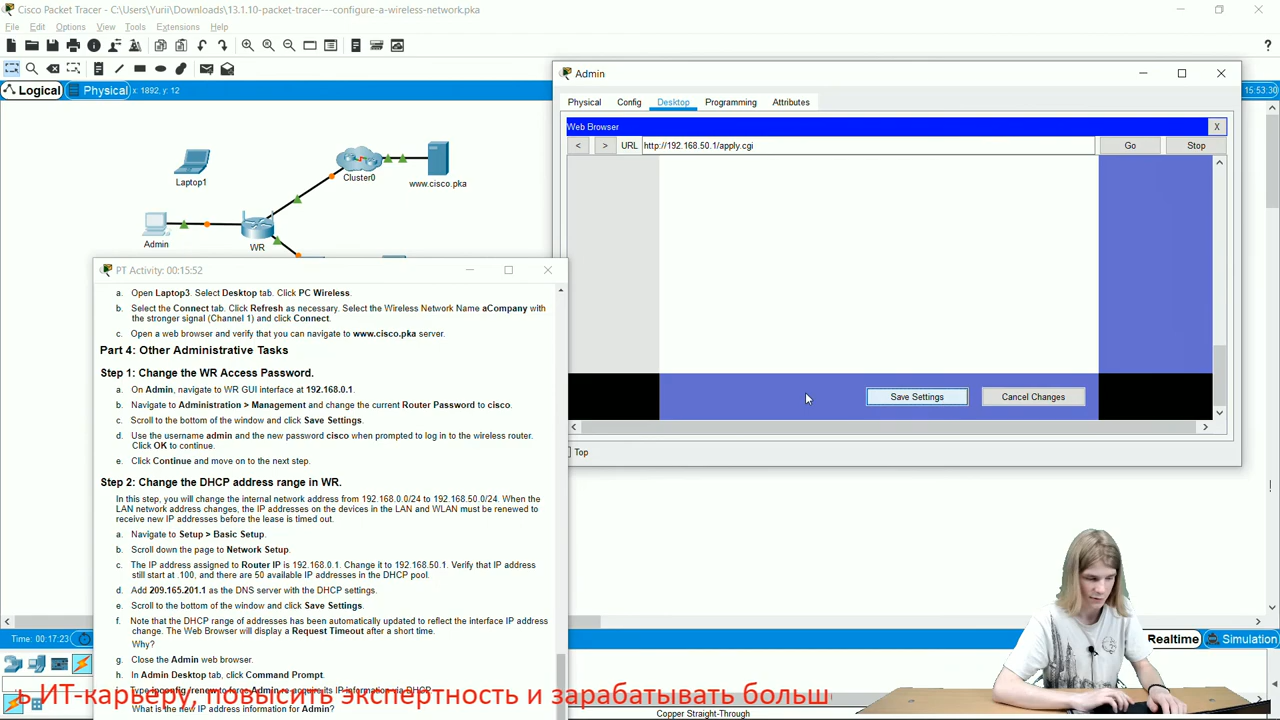 Cisco Packet Tracer - C:\Users\Yurii\Downloads\13.1.10-packet-tracer---configure-a-wireless-network.pka
File Edit Options View Tools Extensions Help
Logical Physical x: 1892, y: 12
15:53:30
Admin
Physical Config Desktop Programming Attributes
Web Browser X
< > URL http://192.168.50.1/apply.cgi Go Stop
Laptop1
Cluster0
www.cisco.pka
Admin
WR
Save Settings Cancel Changes
Top
PT Activity: 00:15:52
a. Open Laptop3. Select Desktop tab. Click PC Wireless.
b. Select the Connect tab. Click Refresh as necessary. Select the Wireless Network Name aCompany with
the stronger signal (Channel 1) and click Connect.
c. Open a web browser and verify that you can navigate to www.cisco.pka server.
Part 4: Other Administrative Tasks
Step 1: Change the WR Access Password.
a. On Admin, navigate to WR GUI interface at 192.168.0.1.
b. Navigate to Administration > Management and change the current Router Password to cisco.
c. Scroll to the bottom of the window and click Save Settings.
d. Use the username admin and the new password cisco when prompted to log in to the wireless router.
Click OK to continue.
e. Click Continue and move on to the next step.
Step 2: Change the DHCP address range in WR.
In this step, you will change the internal network address from 192.168.0.0/24 to 192.168.50.0/24. When the
LAN network address changes, the IP addresses on the devices in the LAN and WLAN must be renewed to
receive new IP addresses before the lease is timed out.
a. Navigate to Setup > Basic Setup.
b. Scroll down the page to Network Setup.
c. The IP address assigned to Router IP is 192.168.0.1. Change it to 192.168.50.1. Verify that IP address
still start at .100, and there are 50 available IP addresses in the DHCP pool.
d. Add 209.165.201.1 as the DNS server with the DHCP settings.
e. Scroll to the bottom of the window and click Save Settings.
f. Note that the DHCP range of addresses has been automatically updated to reflect the interface IP address
change. The Web Browser will display a Request Timeout after a short time.
Why?
g. Close the Admin web browser.
h. In Admin Desktop tab, click Command Prompt.
What is the new IP address information for Admin?
Time: 00:17:23
Realtime Simulation
ь ИТ-карьеру, повысить экспертность и зарабатывать больш
Copper Straight-Through